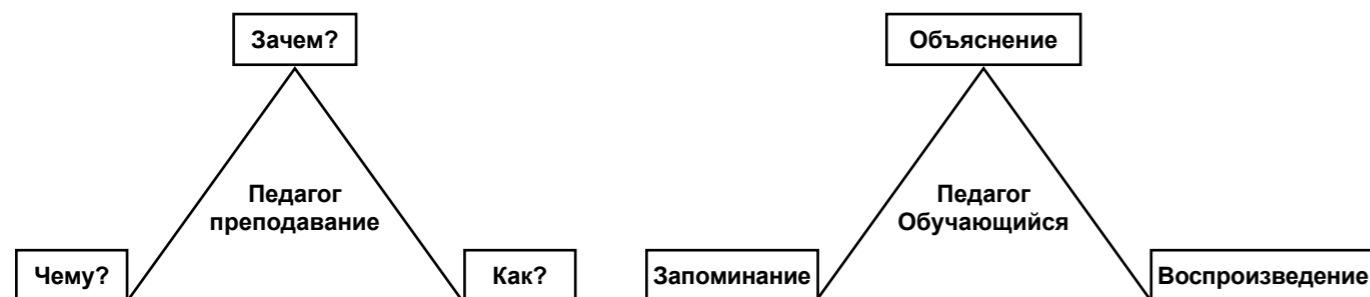 Зачем?
Педагог
преподавание
Чему?
Как?
Объяснение
Педагог
Обучающийся
Запоминание
Воспроизведение